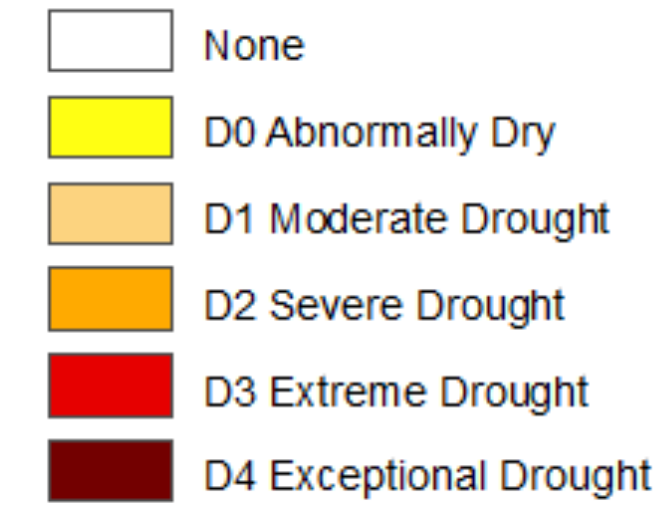 None
D0 Abnormally Dry
D1 Moderate Drought
D2 Severe Drought
D3 Extreme Drought
D4 Exceptional Drought